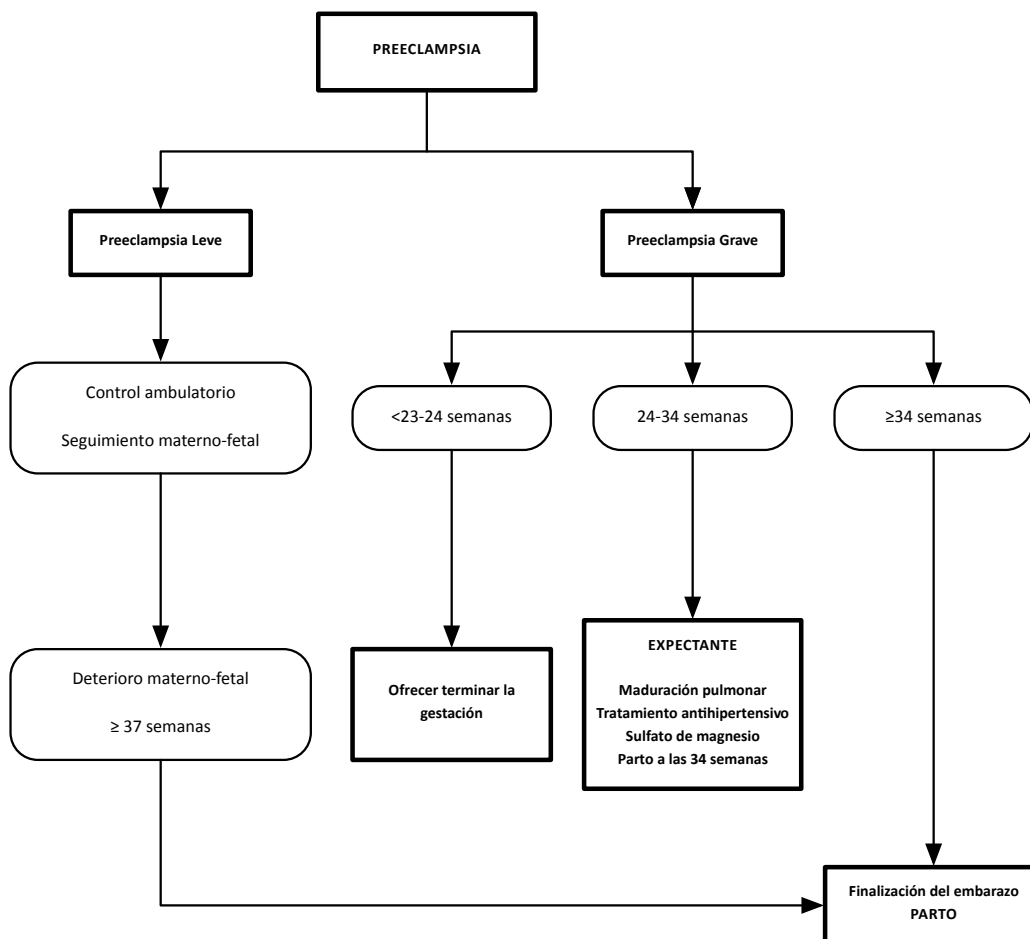 PREECLAMPSIA
Preeclampsia Leve
Preeclampsia Grave
Control ambulatorio
Seguimiento materno-fetal
<23-24 semanas
24-34 semanas
≥34 semanas
Deterioro materno-fetal
≥ 37 semanas
Ofrecer terminar la
gestación
EXPECTANTE
Maduración pulmonar
Tratamiento antihipertensivo
Sulfato de magnesio
Parto a las 34 semanas
Finalización del embarazo
PARTO